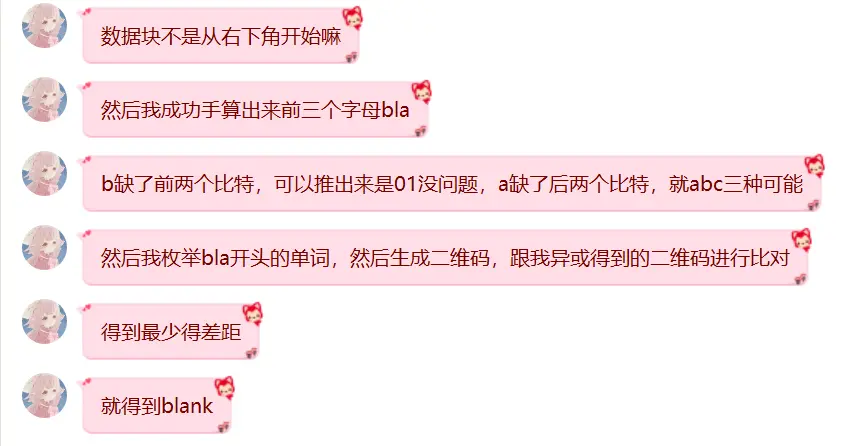 数据块不是从右下角开始嘛
然后我成功手算出来前三个字母bla
b缺了前两个比特，可以推出来是01没问题，a缺了后两个比特，就abc三种可能
然后我枚举bla开头的单词，然后生成二维码，跟我异或得到的二维码进行比对
得到最少得差距
就得到blank